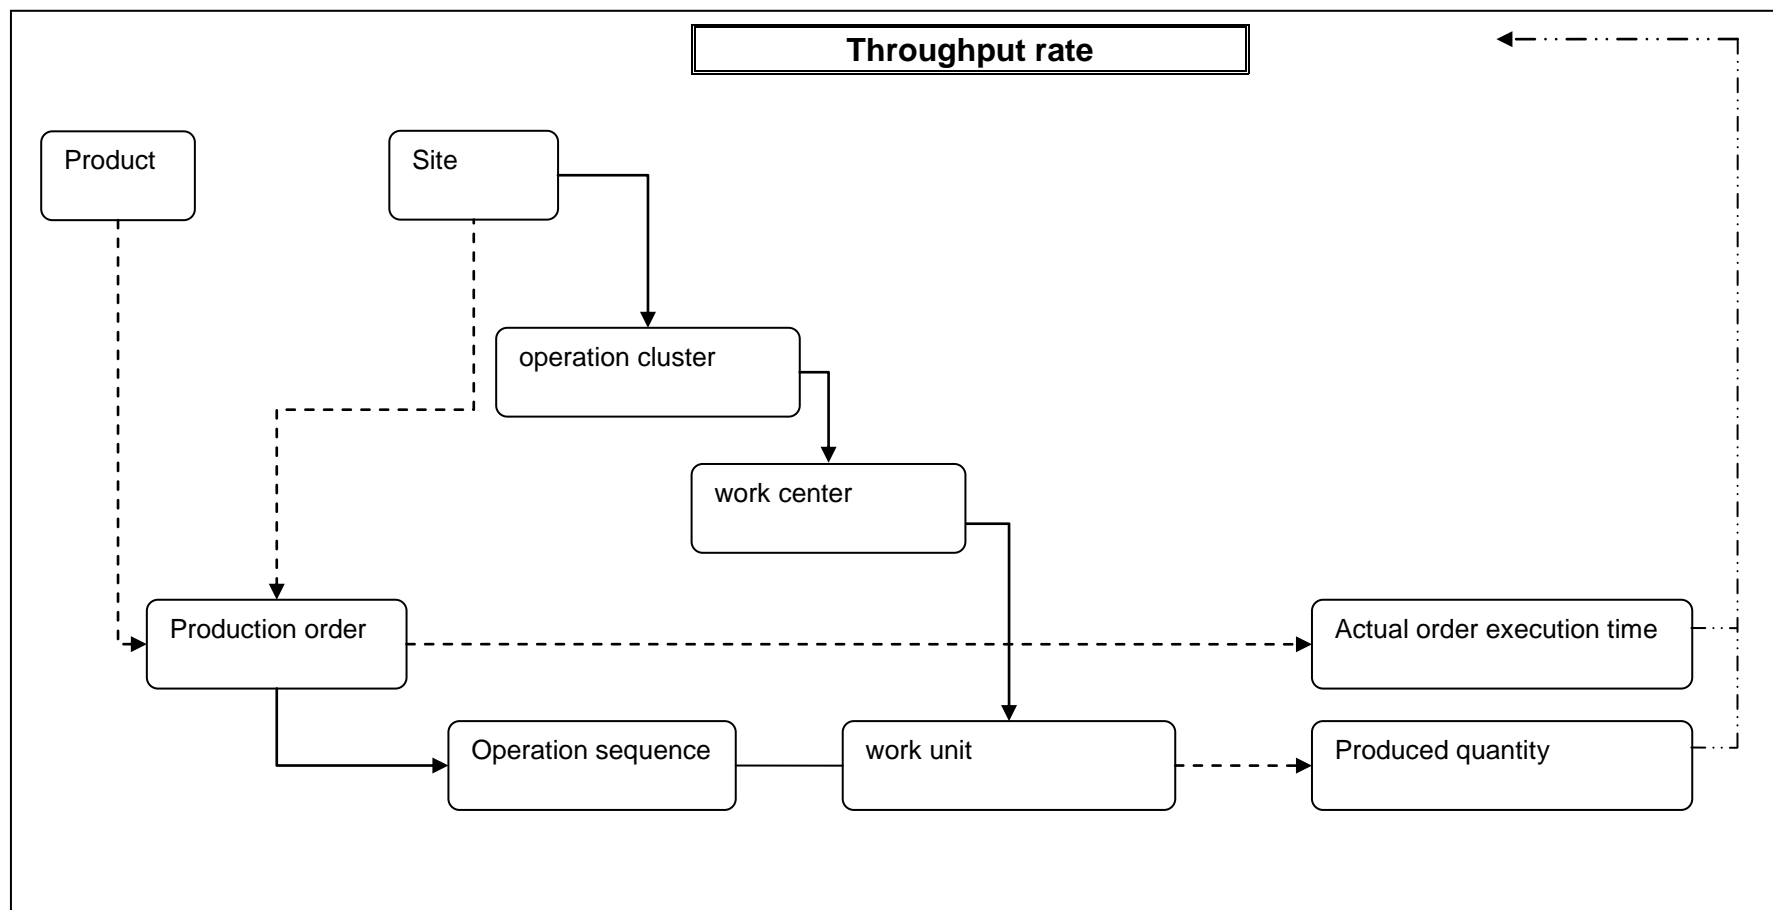 Throughput rate
Product
Site
operation cluster
work center
Production order
Actual order execution time
Operation sequence
work unit
Produced quantity